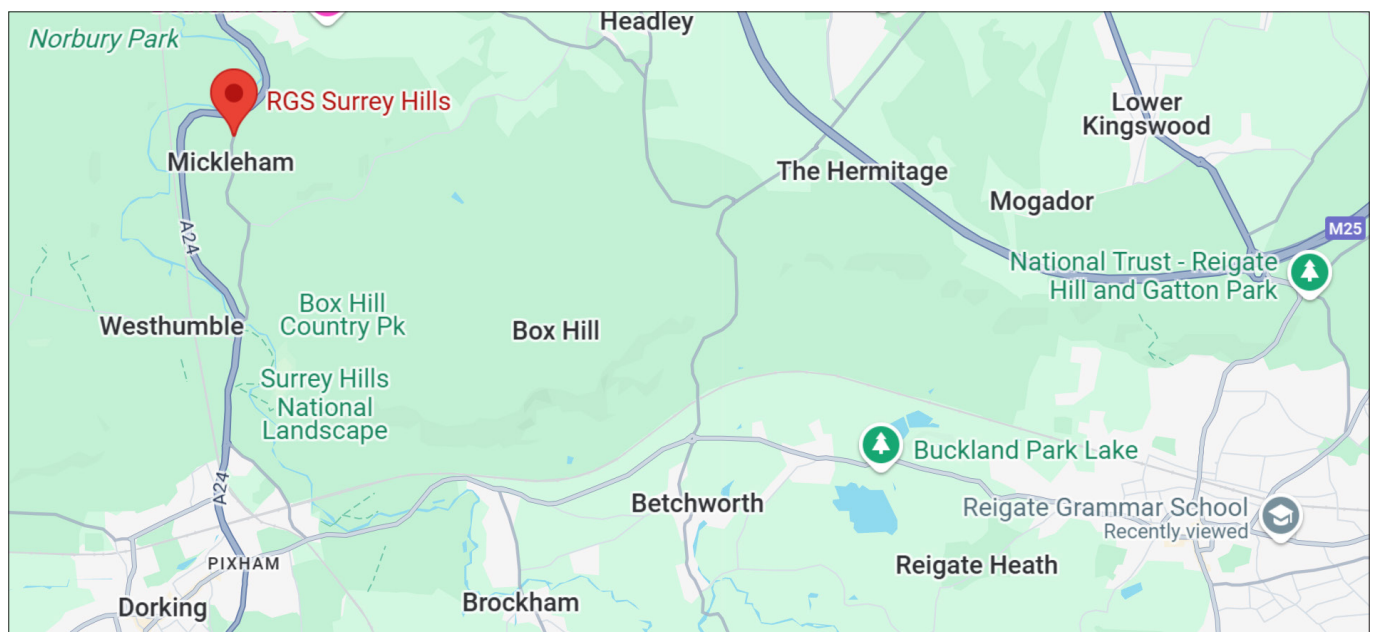 Headley
Norbury Park
RGS Surrey Hills
Lower
Kingswood
Mickleham
The Hermitage
Mogador
A24
M25
National Trust - Reigate
Hill and Gatton Park
Box Hill
Country Pk
Westhumble
Box Hill
Surrey Hills
National
Landscape
Buckland Park Lake
A24
Betchworth
Reigate Grammar School
Recently viewed
PIXHAM
Reigate Heath
Dorking
Brockham